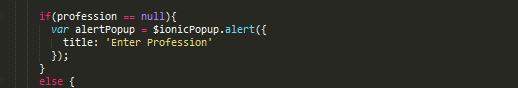 if(profession == null){
var alertPopup = $ionicPopup.alert({
title: 'Enter Profession'
});
}
else {